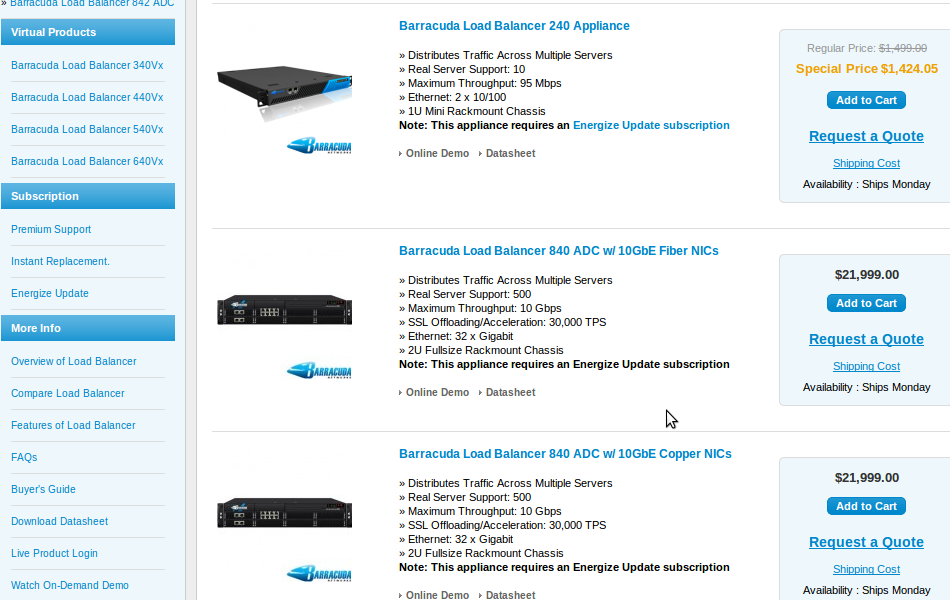 » Barracuda Load Balancer 842 ADC
Virtual Products
Barracuda Load Balancer 340Vx
Barracuda Load Balancer 440Vx
Barracuda Load Balancer 540Vx
Barracuda Load Balancer 640Vx
Subscription
Premium Support
Instant Replacement.
Energize Update
More Info
Overview of Load Balancer
Compare Load Balancer
Features of Load Balancer
FAQs
Buyer's Guide
Download Datasheet
Live Product Login
Watch On-Demand Demo
Barracuda Load Balancer 240 Appliance
» Distributes Traffic Across Multiple Servers
» Real Server Support: 10
» Maximum Throughput: 95 Mbps
» Ethernet: 2 x 10/100
» 1U Mini Rackmount Chassis
Note: This appliance requires an Energize Update subscription
Online Demo Datasheet
BARRACUDA
NETWORKS
Regular Price: $1,499.00
Special Price $1,424.05
Add to Cart
Request a Quote
Shipping Cost
Availability : Ships Monday
Barracuda Load Balancer 840 ADC w/ 10GbE Fiber NICs
» Distributes Traffic Across Multiple Servers
» Real Server Support: 500
» Maximum Throughput: 10 Gbps
» SSL Offloading/Acceleration: 30,000 TPS
» Ethernet: 32 x Gigabit
» 2U Fullsize Rackmount Chassis
Note: This appliance requires an Energize Update subscription
Online Demo Datasheet
BARRACUDA
NETWORKS
$21,999.00
Add to Cart
Request a Quote
Shipping Cost
Availability : Ships Monday
Barracuda Load Balancer 840 ADC w/ 10GbE Copper NICs
» Distributes Traffic Across Multiple Servers
» Real Server Support: 500
» Maximum Throughput: 10 Gbps
» SSL Offloading/Acceleration: 30,000 TPS
» Ethernet: 32 x Gigabit
» 2U Fullsize Rackmount Chassis
Note: This appliance requires an Energize Update subscription
Online Demo Datasheet
BARRACUDA
NETWORKS
$21,999.00
Add to Cart
Request a Quote
Shipping Cost
Availability : Ships Monday